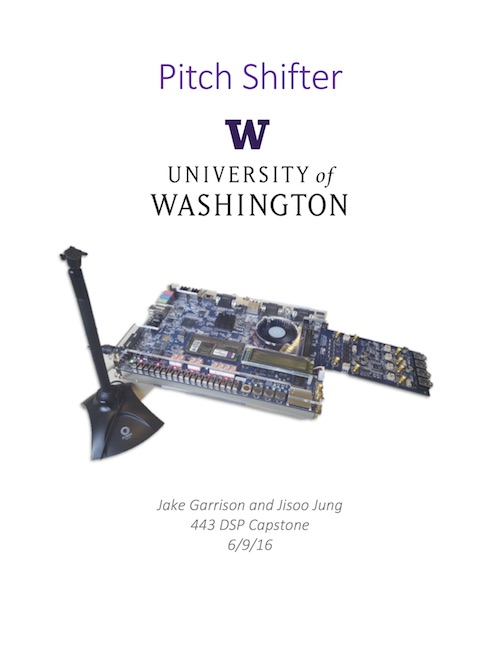 Pitch Shifter
W
UNIVERSITY of
WASHINGTON
Jake Garrison and Jisoo Jung
443 DSP Capstone
6/9/16